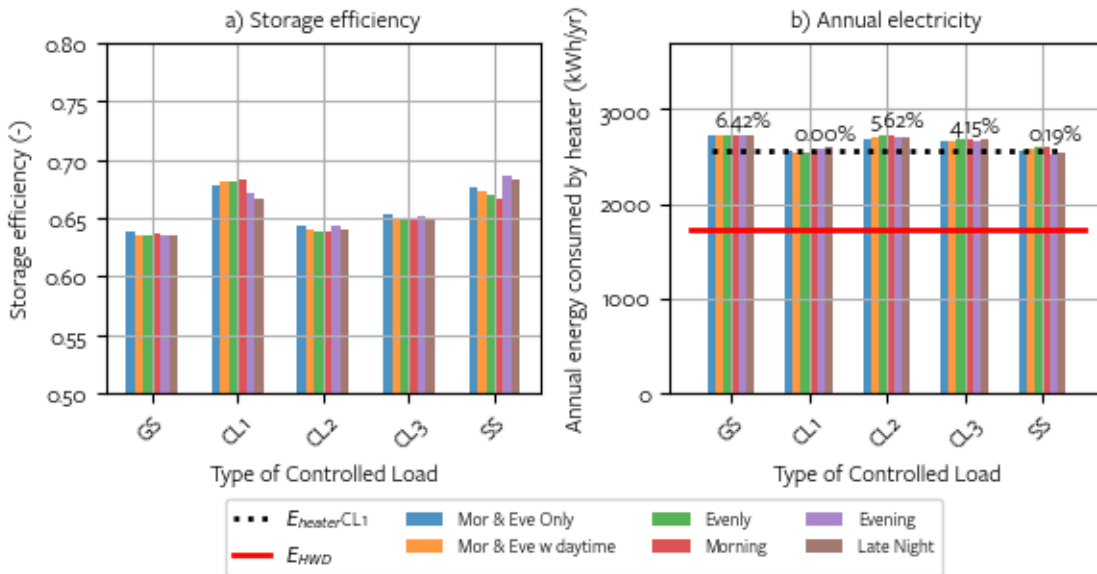 a) Storage efficiency
b) Annual electricity
Storage efficiency (-)
0.80
0.75
0.70
0.65
0.60
0.55
0.50
GS
CL1
CL2
CL3
SS
Type of Controlled Load
Annual energy consumed by heater (kWh/yr)
3000
2000
1000
0
6.42%
0.00%
5.62%
4.15%
0.19%
GS
CL1
CL2
CL3
SS
Type of Controlled Load
EheaterCL1
EHWD
Mor & Eve Only
Mor & Eve w daytime
Evenly
Morning
Evening
Late Night